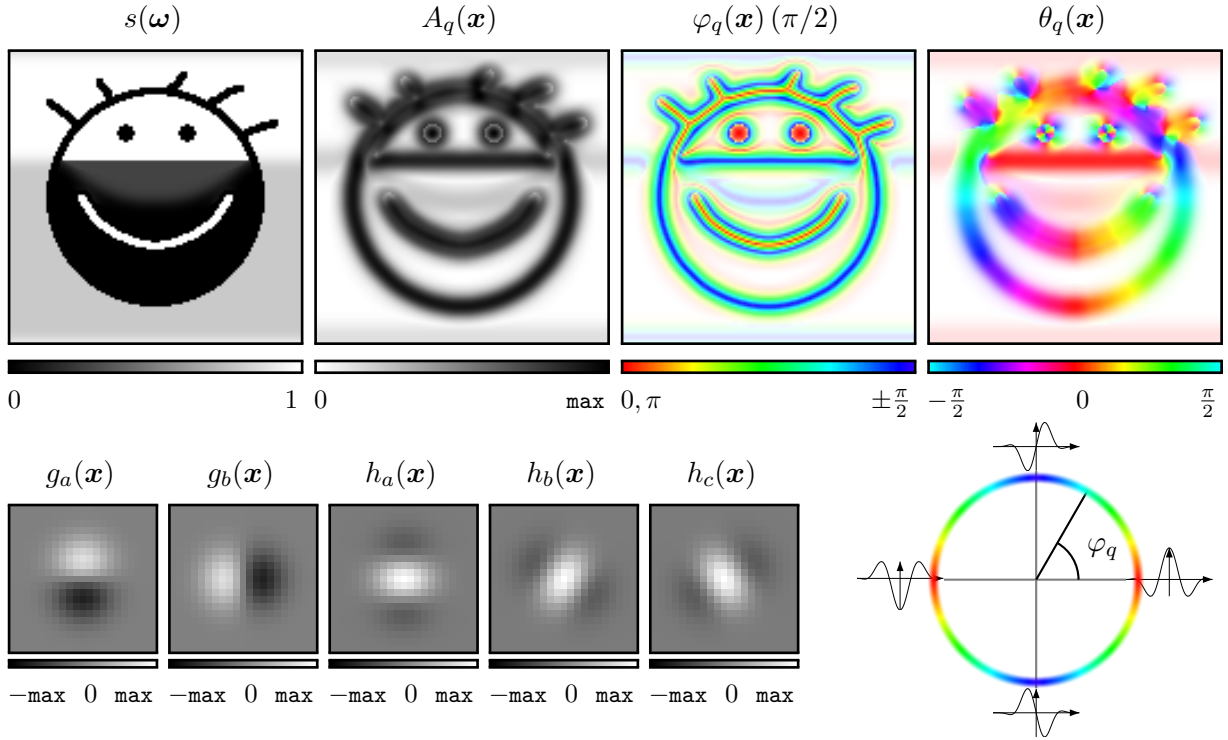 s(ω) A_q(x) φ_q(x) (π/2) θ_q(x)
0 1 0 max 0, π ±π/2 −π/2 0 π/2
g_a(x) g_b(x) h_a(x) h_b(x) h_c(x)
φ_q
−max 0 max −max 0 max −max 0 max −max 0 max −max 0 max